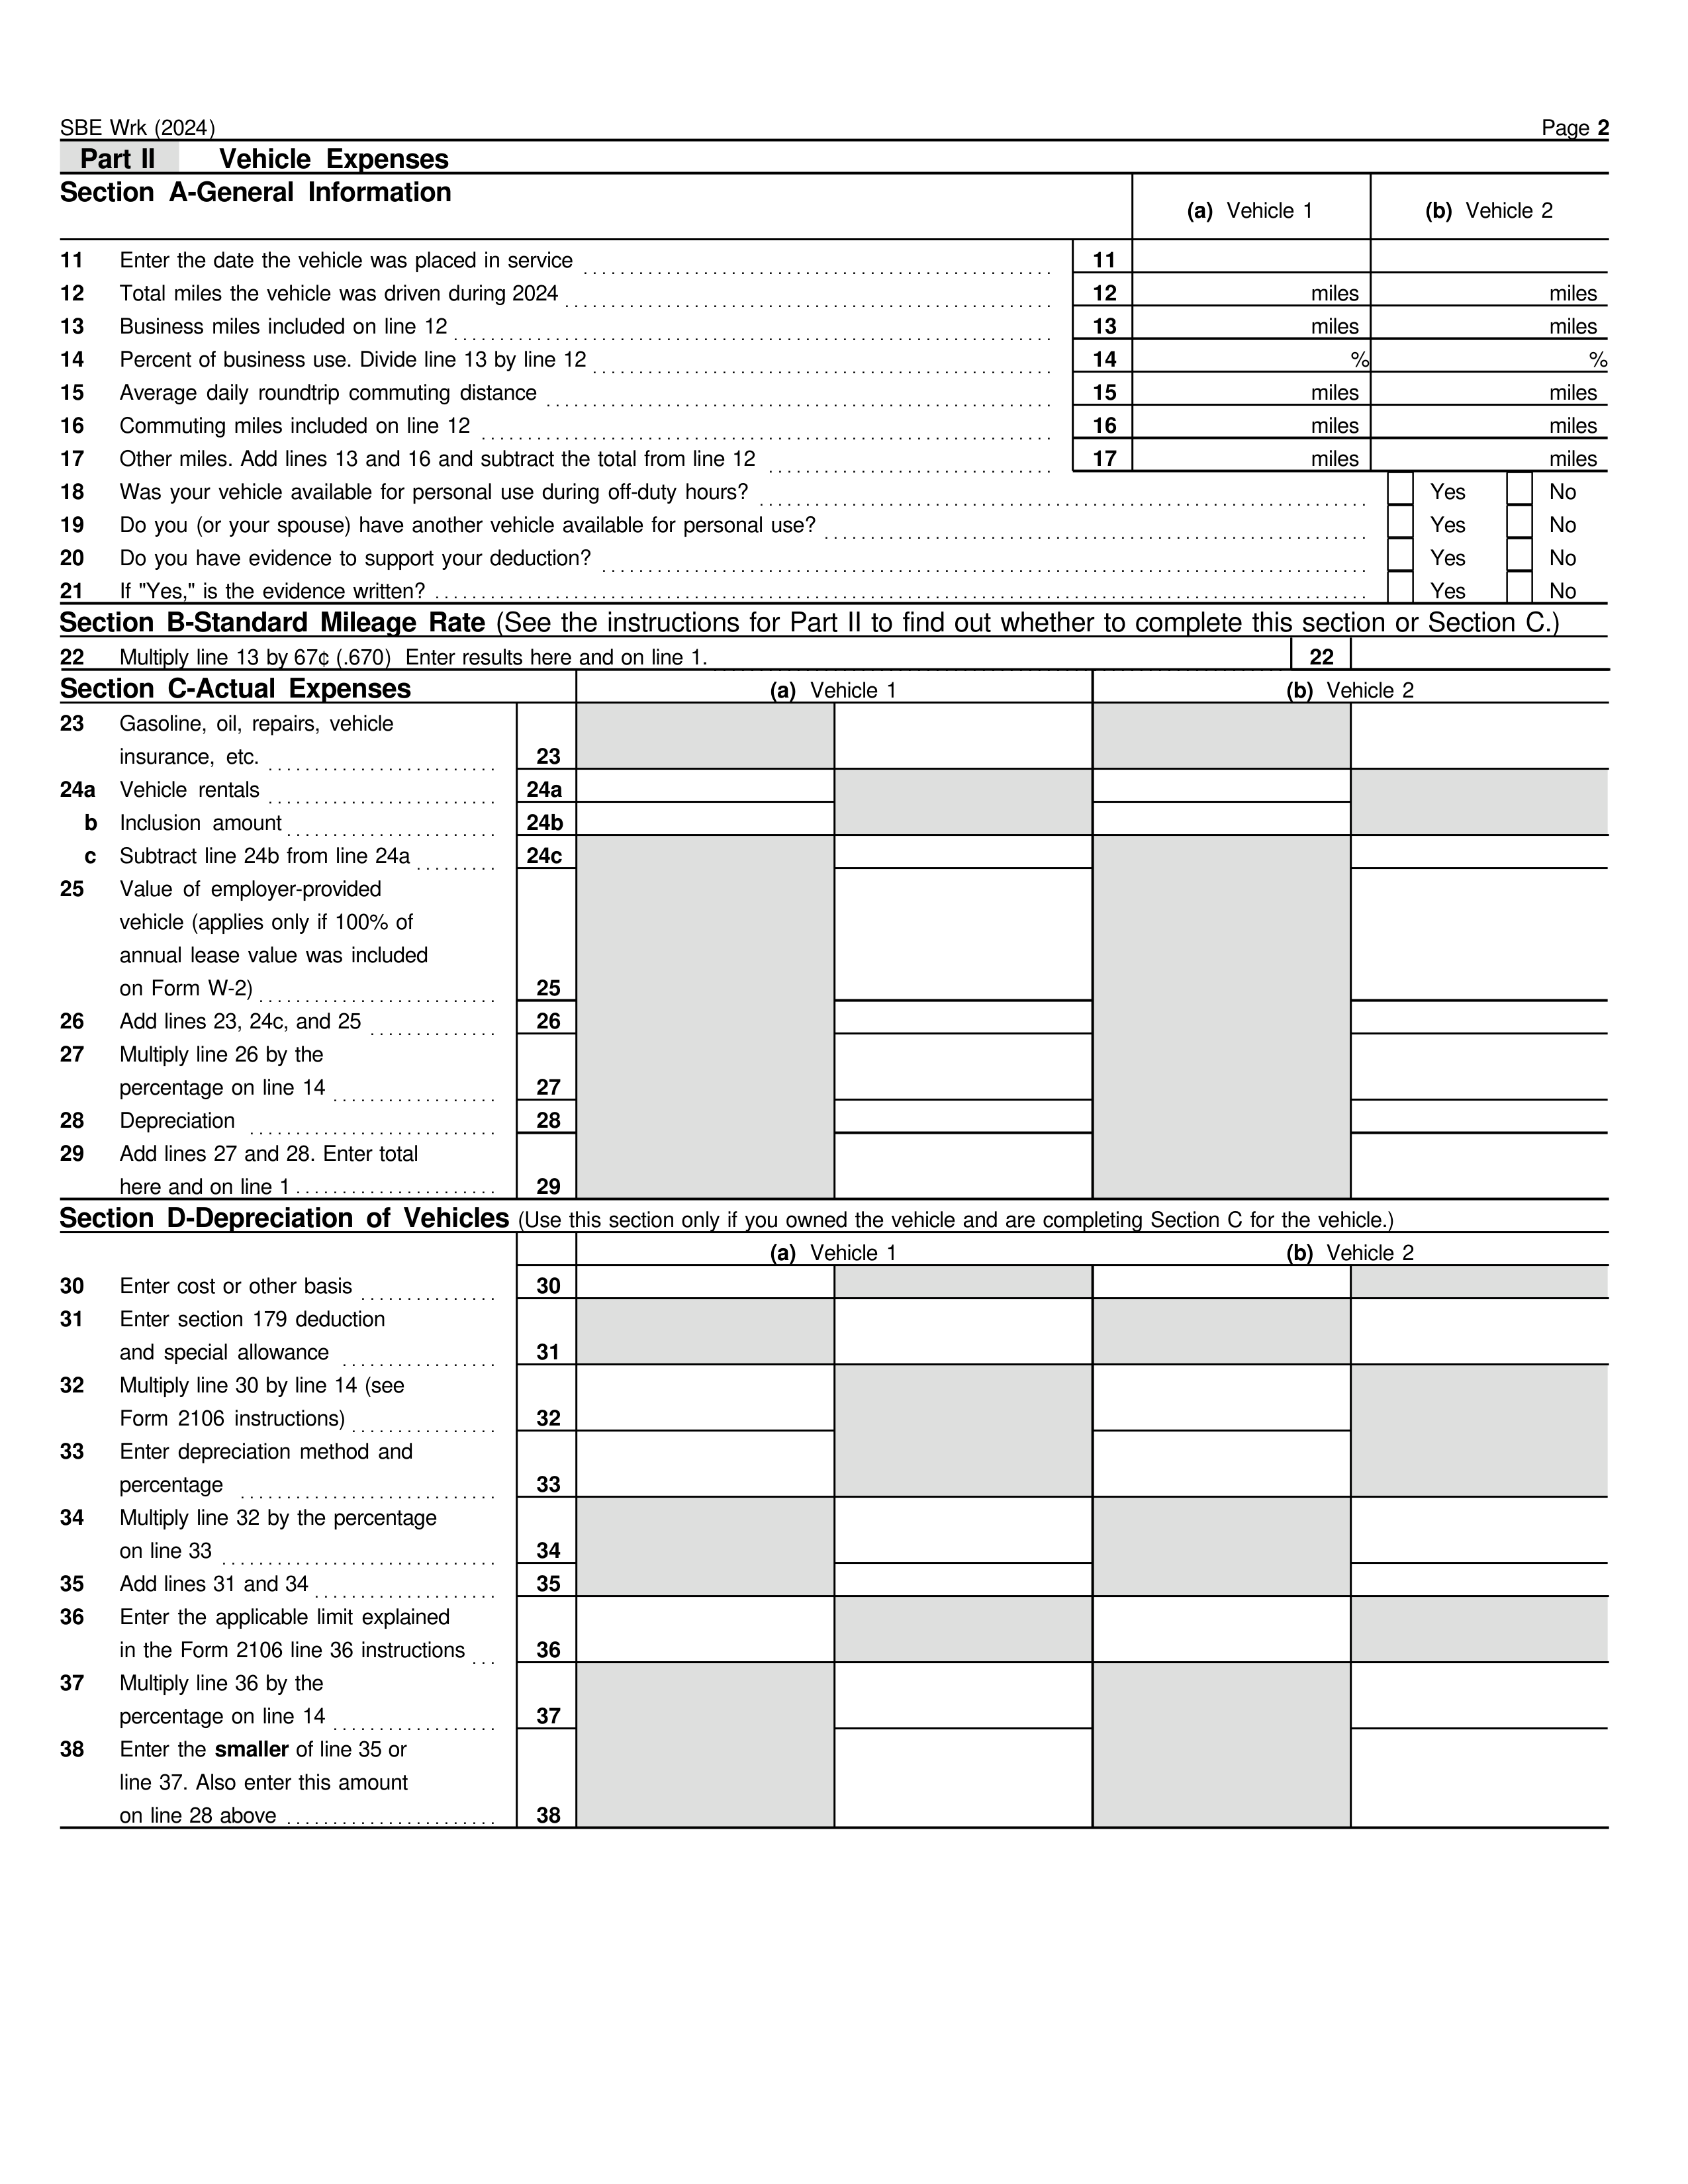 SBE Wrk (2024) Page 2
Part II Vehicle Expenses
Section A-General Information
(a) Vehicle 1 (b) Vehicle 2
11 Enter the date the vehicle was placed in service 11
12 Total miles the vehicle was driven during 2024 12 miles miles
13 Business miles included on line 12 13 miles miles
14 Percent of business use. Divide line 13 by line 12 14 % %
15 Average daily roundtrip commuting distance 15 miles miles
16 Commuting miles included on line 12 16 miles miles
17 Other miles. Add lines 13 and 16 and subtract the total from line 12 17 miles miles
18 Was your vehicle available for personal use during off-duty hours? Yes No
19 Do you (or your spouse) have another vehicle available for personal use? Yes No
20 Do you have evidence to support your deduction? Yes No
21 If "Yes," is the evidence written? Yes No
Section B-Standard Mileage Rate (See the instructions for Part II to find out whether to complete this section or Section C.)
22 Multiply line 13 by 67¢ (.670) Enter results here and on line 1. 22
Section C-Actual Expenses (a) Vehicle 1 (b) Vehicle 2
23 Gasoline, oil, repairs, vehicle
insurance, etc. 23
24a Vehicle rentals 24a
b Inclusion amount 24b
c Subtract line 24b from line 24a 24c
25 Value of employer-provided
vehicle (applies only if 100% of
annual lease value was included
on Form W-2) 25
26 Add lines 23, 24c, and 25 26
27 Multiply line 26 by the
percentage on line 14 27
28 Depreciation 28
29 Add lines 27 and 28. Enter total
here and on line 1 29
Section D-Depreciation of Vehicles (Use this section only if you owned the vehicle and are completing Section C for the vehicle.)
(a) Vehicle 1 (b) Vehicle 2
30 Enter cost or other basis 30
31 Enter section 179 deduction
and special allowance 31
32 Multiply line 30 by line 14 (see
Form 2106 instructions) 32
33 Enter depreciation method and
percentage 33
34 Multiply line 32 by the percentage
on line 33 34
35 Add lines 31 and 34 35
36 Enter the applicable limit explained
in the Form 2106 line 36 instructions 36
37 Multiply line 36 by the
percentage on line 14 37
38 Enter the smaller of line 35 or
line 37. Also enter this amount
on line 28 above 38